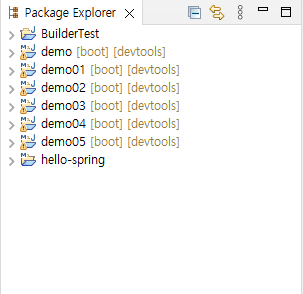 Package Explorer
BuilderTest
demo [boot] [devtools]
demo01 [boot] [devtools]
demo02 [boot] [devtools]
demo03 [boot] [devtools]
demo04 [boot] [devtools]
demo05 [boot] [devtools]
hello-spring